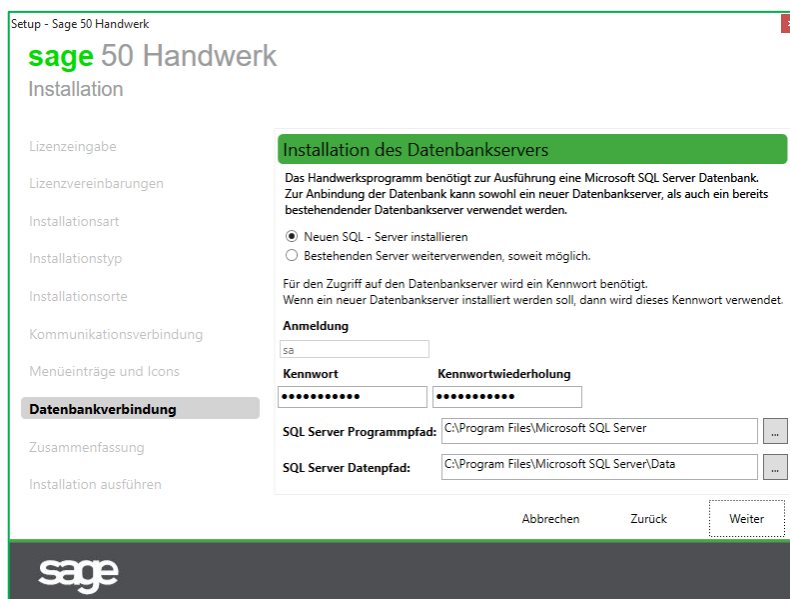 Setup - Sage 50 Handwerk
sage 50 Handwerk
Installation
Lizenzeingabe
Lizenzvereinbarungen
Installationsart
Installationstyp
Installationsorte
Kommunikationsverbindung
Menüeinträge und Icons
Datenbankverbindung
Zusammenfassung
Installation ausführen
Installation des Datenbankservers
Das Handwerksprogramm benötigt zur Ausführung eine Microsoft SQL Server Datenbank.
Zur Anbindung der Datenbank kann sowohl ein neuer Datenbankserver, als auch ein bereits
bestehendender Datenbankserver verwendet werden.
Neuen SQL - Server installieren
Bestehenden Server weiterverwenden, soweit möglich.
Für den Zugriff auf den Datenbankserver wird ein Kennwort benötigt.
Wenn ein neuer Datenbankserver installiert werden soll, dann wird dieses Kennwort verwendet.
Anmeldung
sa
Kennwort Kennwortwiederholung
●●●●●●●●●●● ●●●●●●●●●●●
SQL Server Programmpfad: C:\Program Files\Microsoft SQL Server ...
SQL Server Datenpfad: C:\Program Files\Microsoft SQL Server\Data ...
Abbrechen Zurück Weiter
sage